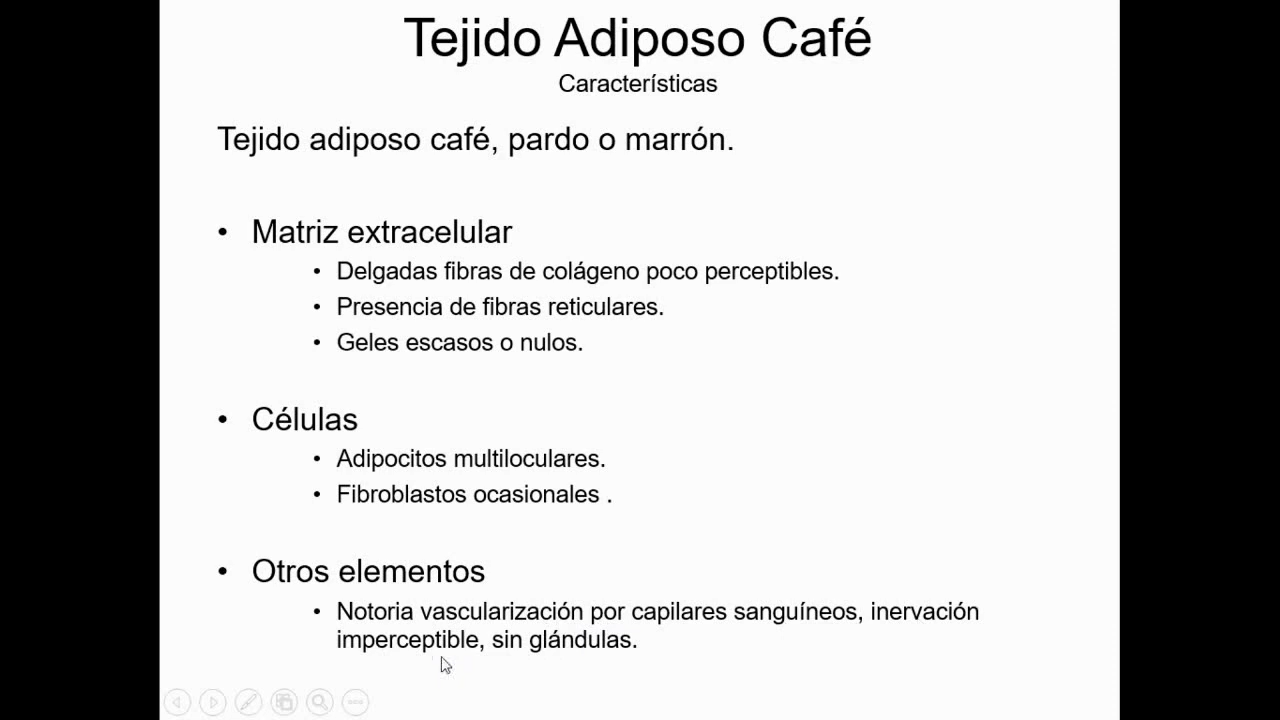 Tejido Adiposo Café
Características
Tejido adiposo café, pardo o marrón.
• Matriz extracelular
• Delgadas fibras de colágeno poco perceptibles.
• Presencia de fibras reticulares.
• Geles escasos o nulos.
• Células
• Adipocitos multiloculares.
• Fibroblastos ocasionales .
• Otros elementos
• Notoria vascularización por capilares sanguíneos, inervación
imperceptible, sin glándulas.